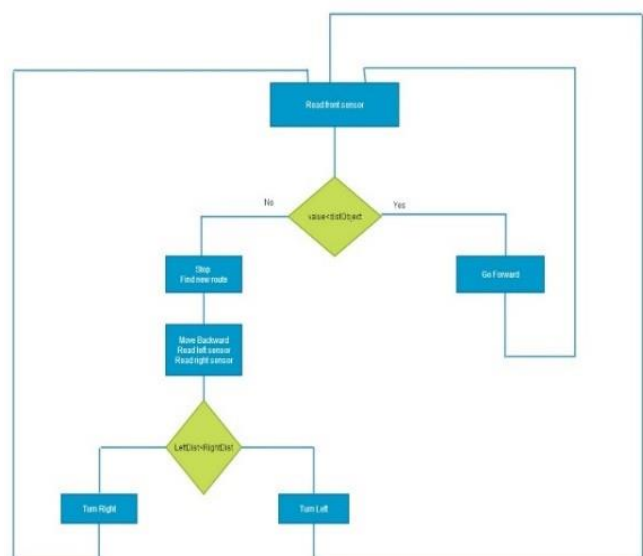 Read front sensor
value<distObject
No
Yes
Stop
Find new route
Go Forward
Move Backward
Read left sensor
Read right sensor
LeftDist<RightDist
Turn Right
Turn Left